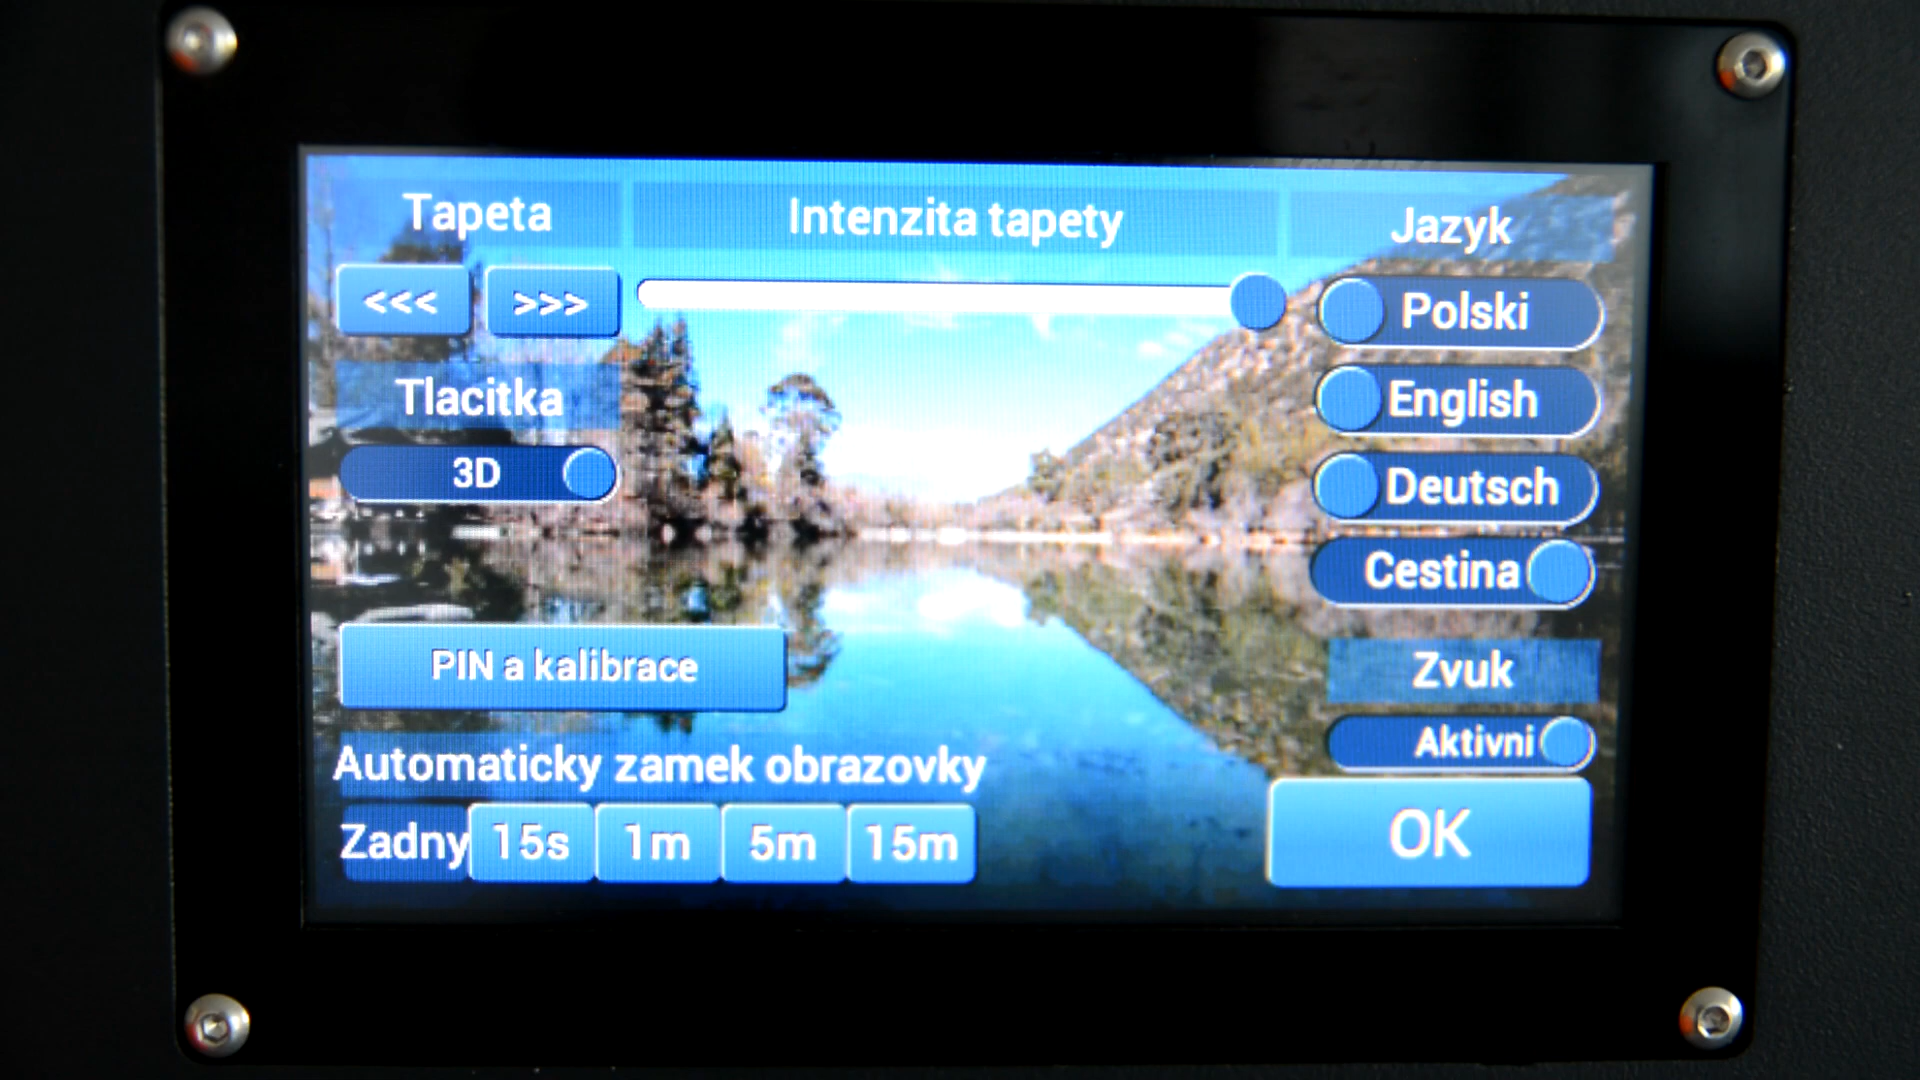 Tapeta
Intenzita tapety
Jazyk
<<< >>>
Polski
Tlacitka
English
3D
Deutsch
Cestina
PIN a kalibrace
Zvuk
Aktivni
Automaticky zamek obrazovky
Zadny 15s 1m 5m 15m
OK